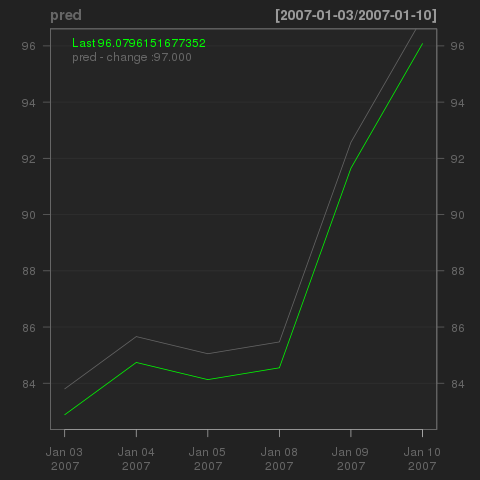 pred [2007-01-03/2007-01-10]
Last 96.0796151677352
pred - change :97.000
96 96
94 94
92 92
90 90
88 88
86 86
84 84
Jan 03 Jan 04 Jan 05 Jan 08 Jan 09 Jan 10
2007 2007 2007 2007 2007 2007